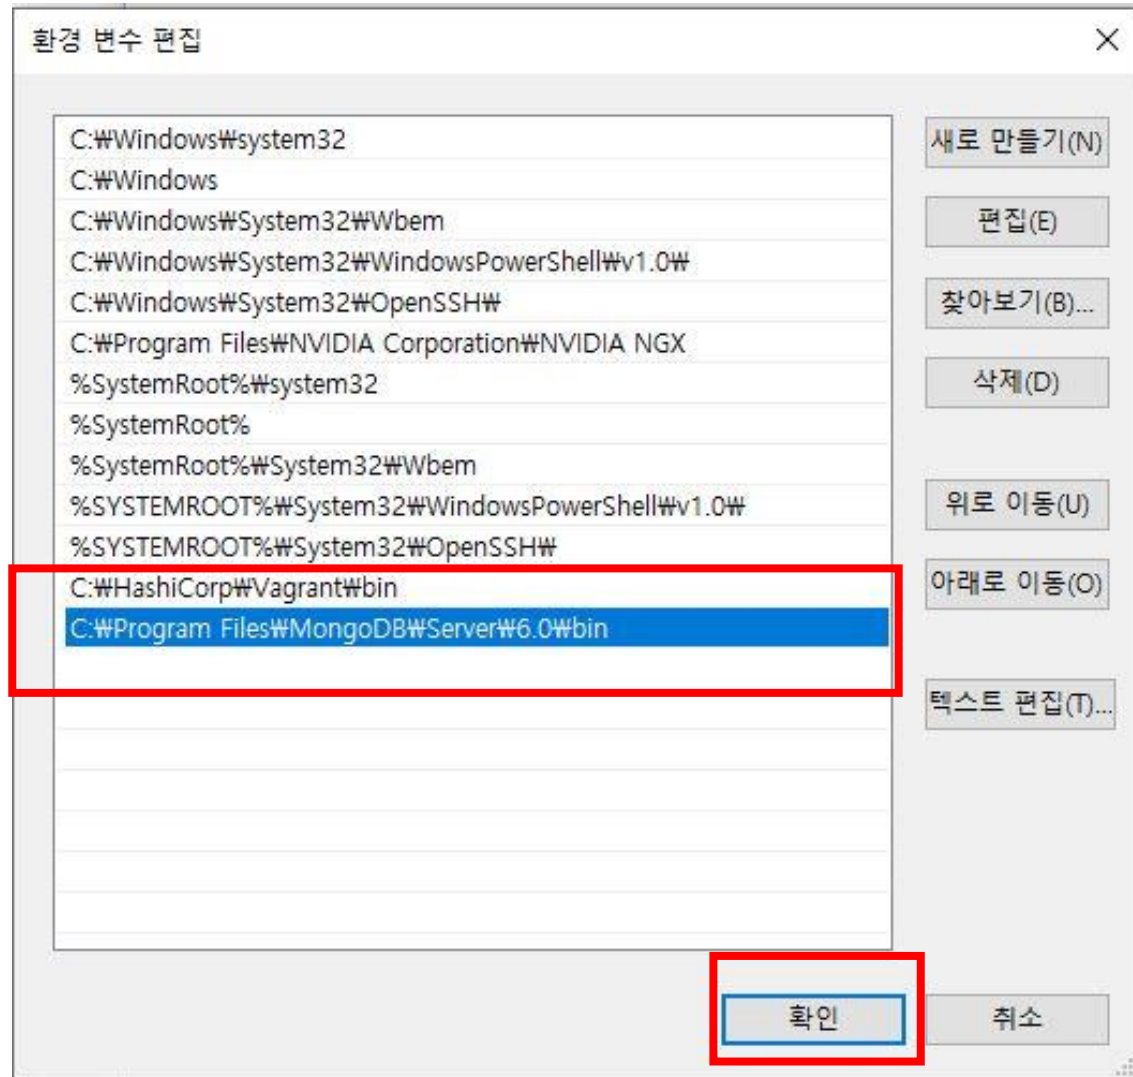 환경 변수 편집
C:₩Windows₩system32
C:₩Windows
C:₩Windows₩System32₩Wbem
C:₩Windows₩System32₩WindowsPowerShell₩v1.0₩
C:₩Windows₩System32₩OpenSSH₩
C:₩Program Files₩NVIDIA Corporation₩NVIDIA NGX
%SystemRoot%₩system32
%SystemRoot%
%SystemRoot%₩System32₩Wbem
%SYSTEMROOT%₩System32₩WindowsPowerShell₩v1.0₩
%SYSTEMROOT%₩System32₩OpenSSH₩
C:₩HashiCorp₩Vagrant₩bin
C:₩Program Files₩MongoDB₩Server₩6.0₩bin
새로 만들기(N)
편집(E)
찾아보기(B)...
삭제(D)
위로 이동(U)
아래로 이동(O)
텍스트 편집(T)...
확인
취소